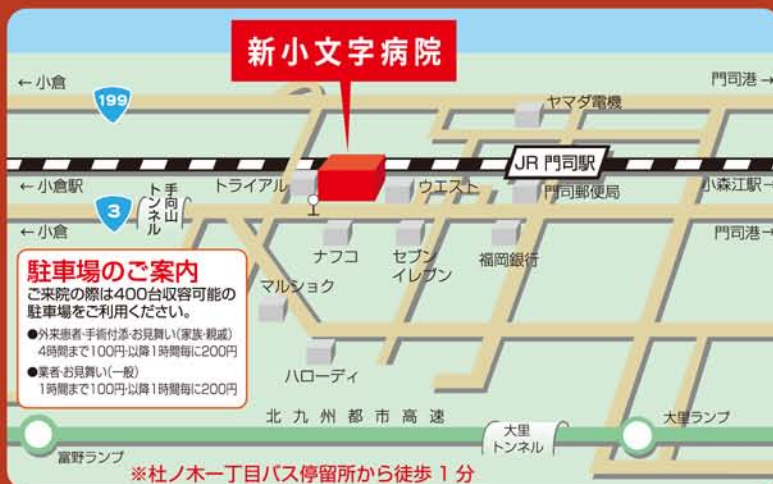 新小文字病院
←小倉
門司港→
199
ヤマダ電機
JR 門司駅
←小倉駅
トライアル
ウエスト
門司郵便局
小森江駅→
3
手向山
トンネル
←小倉
門司港→
ナフコ
セブン
イレブン
福岡銀行
マルショク
ハローディ
駐車場のご案内
ご来院の際は400台収容可能の
駐車場をご利用ください。
●外来患者・手術付添・お見舞い(家族・親戚)
4時間まで100円・以降1時間毎に200円
●業者・お見舞い(一般)
1時間まで100円・以降1時間毎に200円
北九州都市高速
大里
トンネル
大里ランプ
富野ランプ
※杜ノ木一丁目バス停留所から徒歩1分